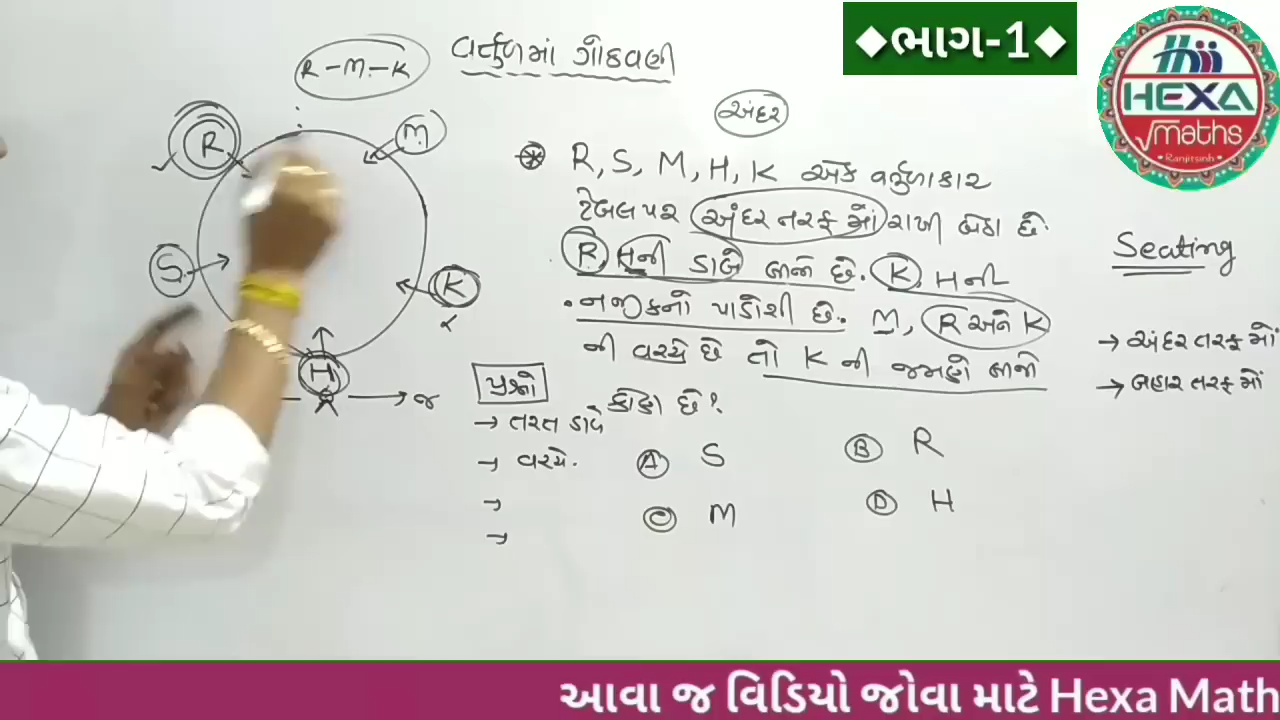 ◆ભાગ-1◆
HEXA
√maths
Ranjitsinh
વર્તુળમાં ગોઠવણી
R - M - K
અંદર
R, S, M, H, K એક વર્તુળાકાર
ટેબલ પર અંદર તરફ મોં રાખી બેઠા છે.
R, ની ડાબે બાજુ છે. K, H ની
નજીકનો પાડોશી છે. M, R અને K
ની વચ્ચે છે તો K ની જમણી બાજુ
કોણ છે?
(A) S
(B) R
(C) M
(D) H
પ્રશ્નો
→ તરત ડાબે
→ વચ્ચે.
→
→
Seating
→ અંદર તરફ મોં
→ બહાર તરફ મોં
R
M
S
K
H
→ જ
આવા જ વિડિયો જોવા માટે Hexa Math